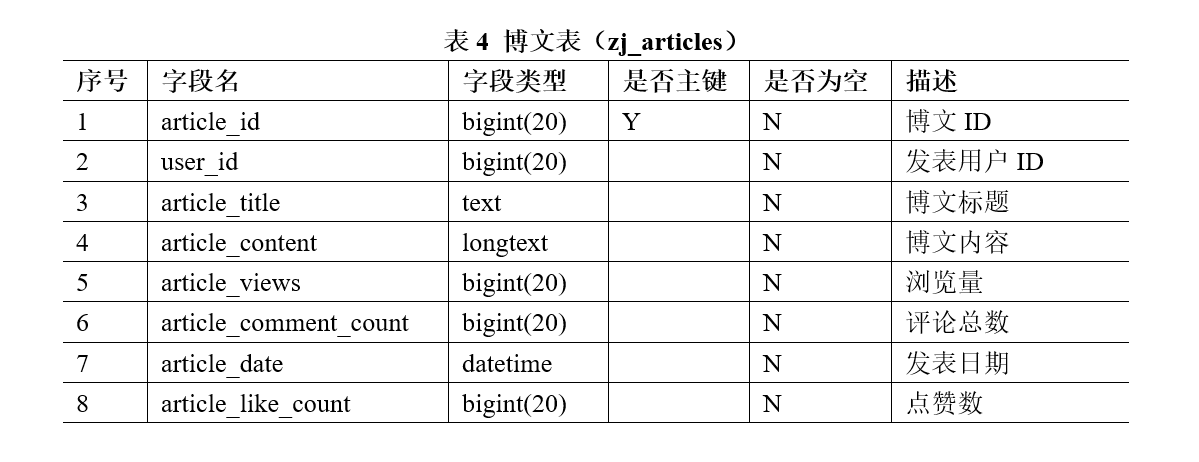 表 4 博文表（zj_articles）
序号 字段名 字段类型 是否主键 是否为空 描述
1 article_id bigint(20) Y N 博文 ID
2 user_id bigint(20) N 发表用户 ID
3 article_title text N 博文标题
4 article_content longtext N 博文内容
5 article_views bigint(20) N 浏览量
6 article_comment_count bigint(20) N 评论总数
7 article_date datetime N 发表日期
8 article_like_count bigint(20) N 点赞数